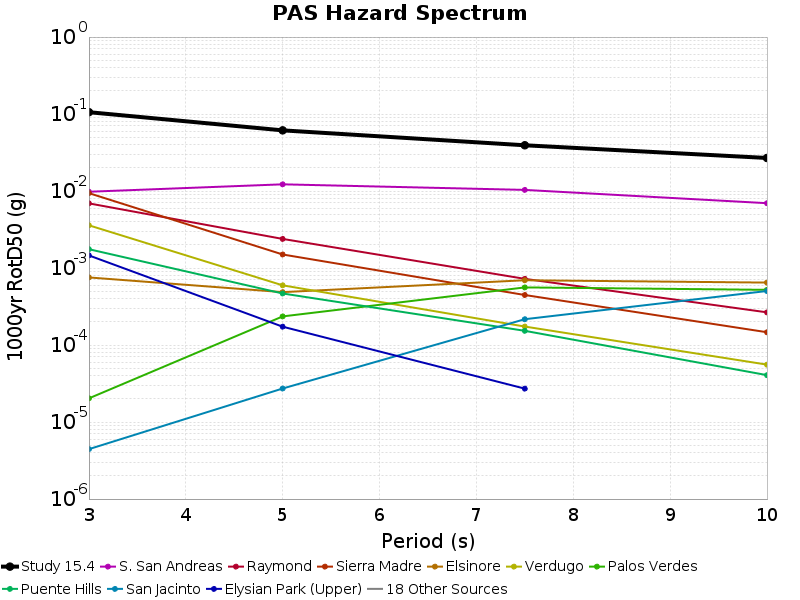 PAS Hazard Spectrum
10^0
10^-1
10^-2
10^-3
10^-4
10^-5
10^-6
1000yr RotD50 (g)
3 4 5 6 7 8 9 10
Period (s)
Study 15.4 S. San Andreas Raymond Sierra Madre Elsinore Verdugo Palos Verdes
Puente Hills San Jacinto Elysian Park (Upper) 18 Other Sources